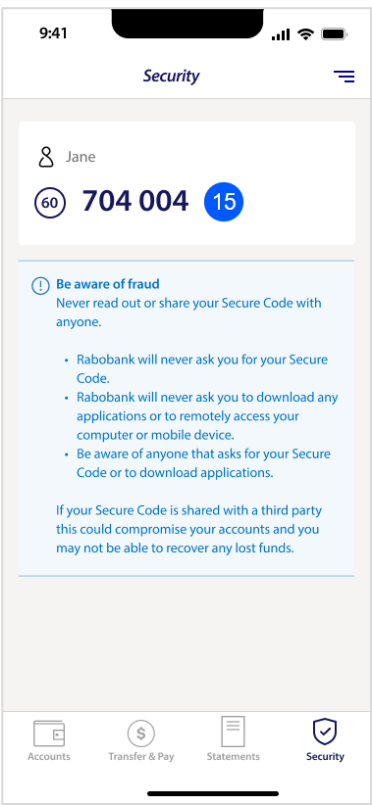 9:41
Security
Jane
60 704 004 15
Be aware of fraud
Never read out or share your Secure Code with
anyone.
• Rabobank will never ask you for your Secure
Code.
• Rabobank will never ask you to download any
applications or to remotely access your
computer or mobile device.
• Be aware of anyone that asks for your Secure
Code or to download applications.
If your Secure Code is shared with a third party
this could compromise your accounts and you
may not be able to recover any lost funds.
Accounts Transfer & Pay Statements Security